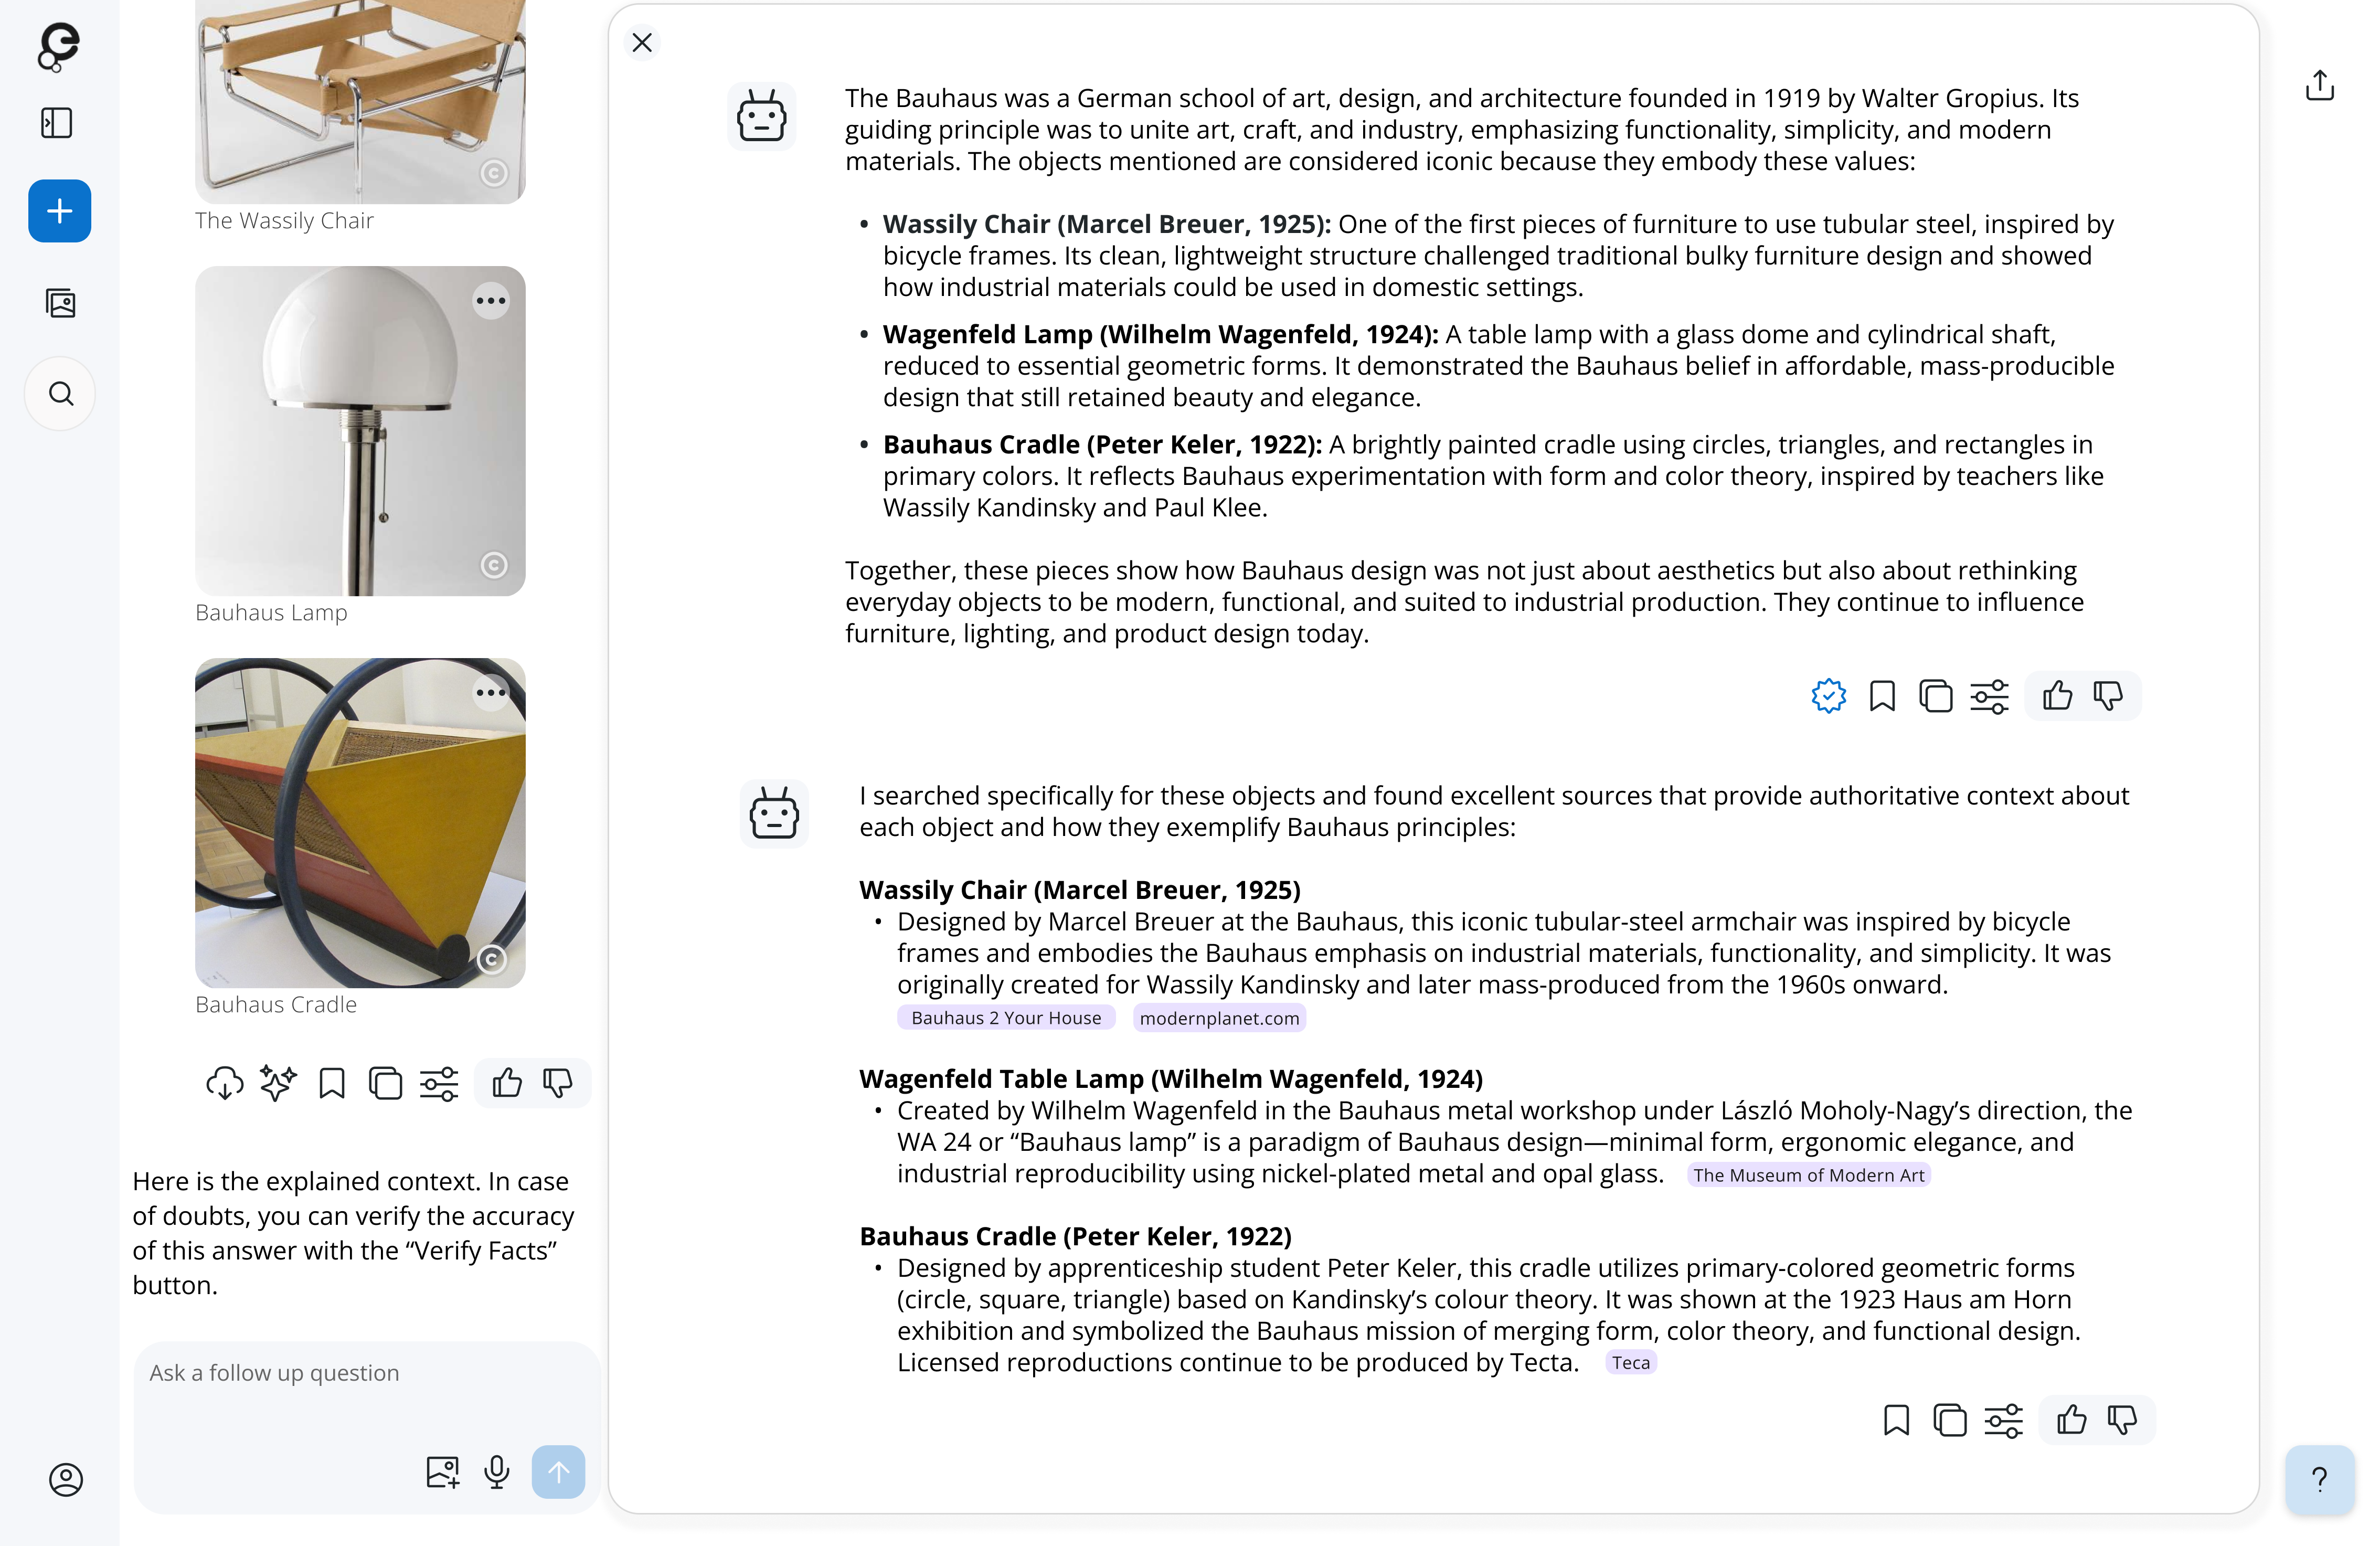 The Wassily Chair
Bauhaus Lamp
Bauhaus Cradle
Here is the explained context. In case
of doubts, you can verify the accuracy
of this answer with the “Verify Facts”
button.
Ask a follow up question
The Bauhaus was a German school of art, design, and architecture founded in 1919 by Walter Gropius. Its
guiding principle was to unite art, craft, and industry, emphasizing functionality, simplicity, and modern
materials. The objects mentioned are considered iconic because they embody these values:
• Wassily Chair (Marcel Breuer, 1925): One of the first pieces of furniture to use tubular steel, inspired by
bicycle frames. Its clean, lightweight structure challenged traditional bulky furniture design and showed
how industrial materials could be used in domestic settings.
• Wagenfeld Lamp (Wilhelm Wagenfeld, 1924): A table lamp with a glass dome and cylindrical shaft,
reduced to essential geometric forms. It demonstrated the Bauhaus belief in affordable, mass-producible
design that still retained beauty and elegance.
• Bauhaus Cradle (Peter Keler, 1922): A brightly painted cradle using circles, triangles, and rectangles in
primary colors. It reflects Bauhaus experimentation with form and color theory, inspired by teachers like
Wassily Kandinsky and Paul Klee.
Together, these pieces show how Bauhaus design was not just about aesthetics but also about rethinking
everyday objects to be modern, functional, and suited to industrial production. They continue to influence
furniture, lighting, and product design today.
I searched specifically for these objects and found excellent sources that provide authoritative context about
each object and how they exemplify Bauhaus principles:
Wassily Chair (Marcel Breuer, 1925)
• Designed by Marcel Breuer at the Bauhaus, this iconic tubular-steel armchair was inspired by bicycle
frames and embodies the Bauhaus emphasis on industrial materials, functionality, and simplicity. It was
originally created for Wassily Kandinsky and later mass-produced from the 1960s onward.
Bauhaus 2 Your House modernplanet.com
Wagenfeld Table Lamp (Wilhelm Wagenfeld, 1924)
• Created by Wilhelm Wagenfeld in the Bauhaus metal workshop under László Moholy-Nagy’s direction, the
WA 24 or “Bauhaus lamp” is a paradigm of Bauhaus design—minimal form, ergonomic elegance, and
industrial reproducibility using nickel-plated metal and opal glass. The Museum of Modern Art
Bauhaus Cradle (Peter Keler, 1922)
• Designed by apprenticeship student Peter Keler, this cradle utilizes primary-colored geometric forms
(circle, square, triangle) based on Kandinsky’s colour theory. It was shown at the 1923 Haus am Horn
exhibition and symbolized the Bauhaus mission of merging form, color theory, and functional design.
Licensed reproductions continue to be produced by Tecta. Teca
?